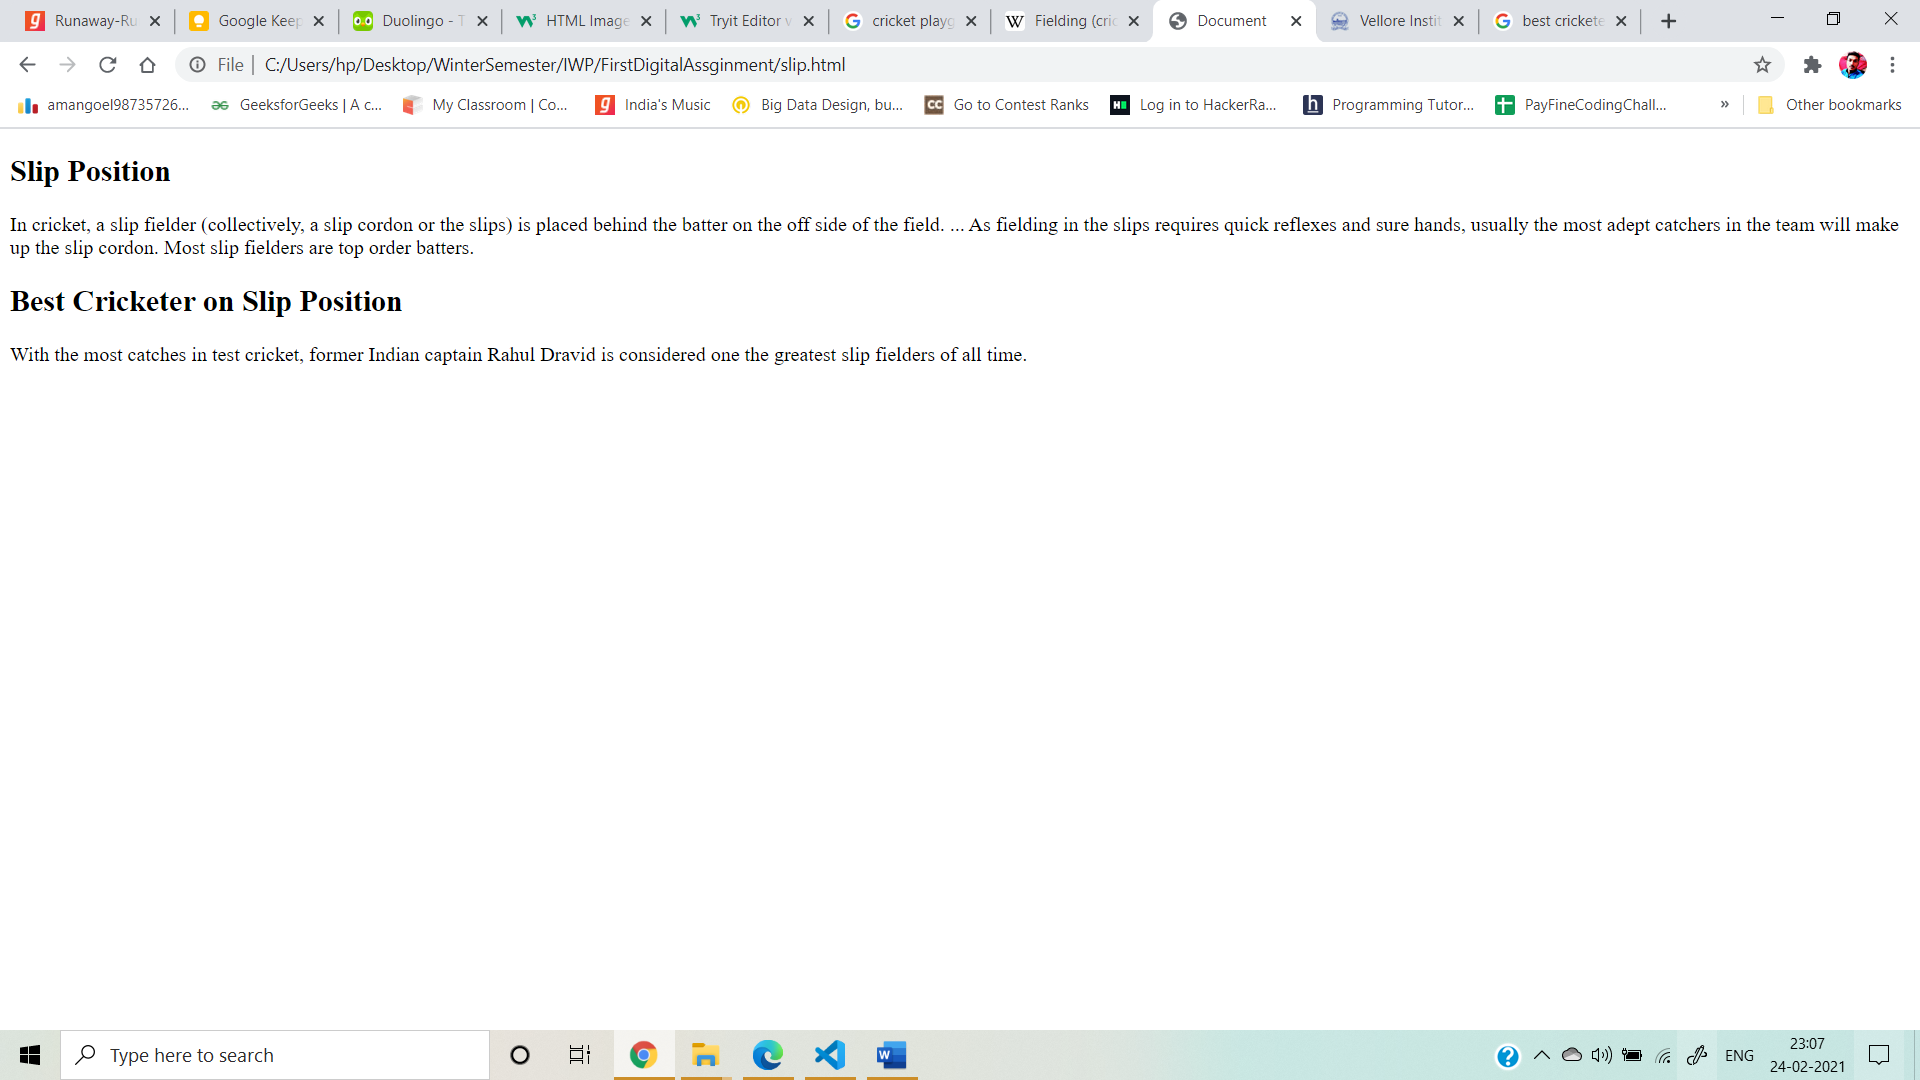 Runaway-Ru
Google Keep
Duolingo - T
HTML Image
Tryit Editor v
cricket playg
Fielding (cric
Document
Vellore Instit
best crickete
File
C:/Users/hp/Desktop/WinterSemester/IWP/FirstDigitalAssginment/slip.html
amangoel98735726...
GeeksforGeeks | A c...
My Classroom | Co...
India's Music
Big Data Design, bu...
CC Go to Contest Ranks
Log in to HackerRa...
Programming Tutor...
PayFineCodingChall...
»
Other bookmarks
Slip Position
In cricket, a slip fielder (collectively, a slip cordon or the slips) is placed behind the batter on the off side of the field. ... As fielding in the slips requires quick reflexes and sure hands, usually the most adept catchers in the team will make
up the slip cordon. Most slip fielders are top order batters.
Best Cricketer on Slip Position
With the most catches in test cricket, former Indian captain Rahul Dravid is considered one the greatest slip fielders of all time.
Type here to search
ENG
23:07
24-02-2021